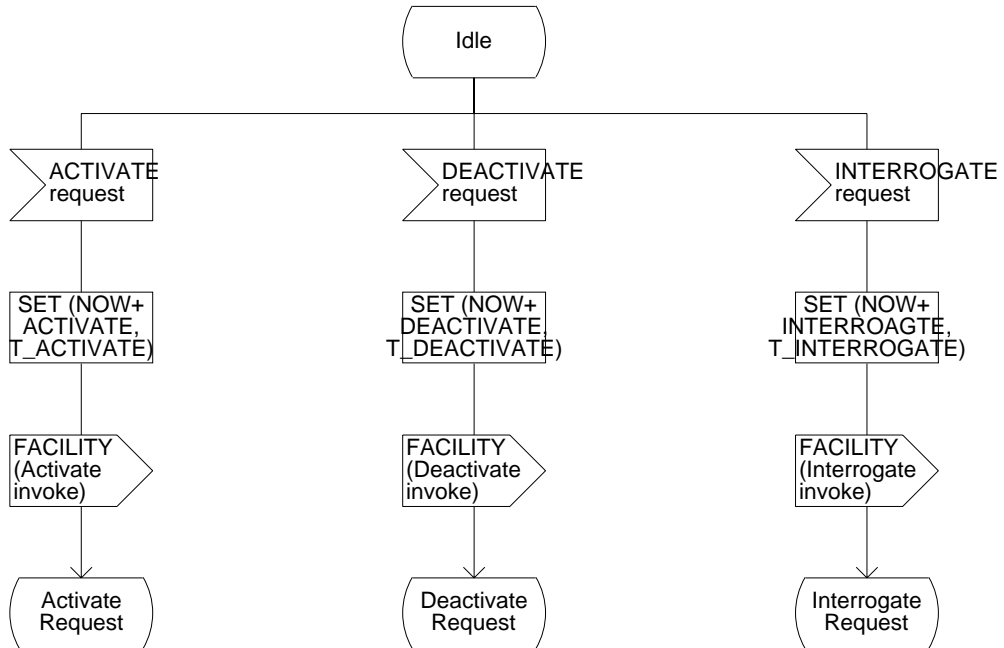 Idle
ACTIVATE
request
DEACTIVATE
request
INTERROGATE
request
SET (NOW+
ACTIVATE,
T_ACTIVATE)
SET (NOW+
DEACTIVATE,
T_DEACTIVATE)
SET (NOW+
INTERROAGTE,
T_INTERROGATE)
FACILITY
(Activate
invoke)
FACILITY
(Deactivate
invoke)
FACILITY
(Interrogate
invoke)
Activate
Request
Deactivate
Request
Interrogate
Request